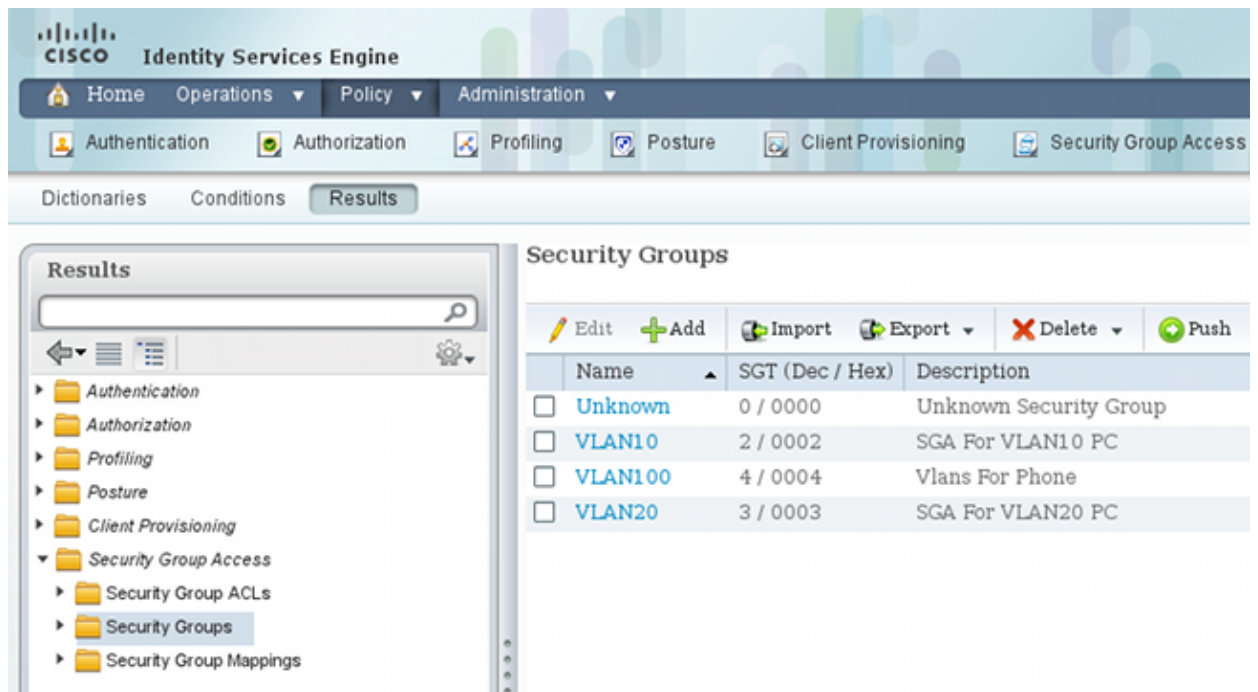 CISCO Identity Services Engine
Home Operations Policy Administration
Authentication Authorization Profiling Posture Client Provisioning Security Group Access
Dictionaries Conditions Results
Results
Authentication
Authorization
Profiling
Posture
Client Provisioning
Security Group Access
Security Group ACLs
Security Groups
Security Group Mappings
Security Groups
Edit Add Import Export Delete Push
Name SGT (Dec / Hex) Description
Unknown 0 / 0000 Unknown Security Group
VLAN10 2 / 0002 SGA For VLAN10 PC
VLAN100 4 / 0004 Vlans For Phone
VLAN20 3 / 0003 SGA For VLAN20 PC